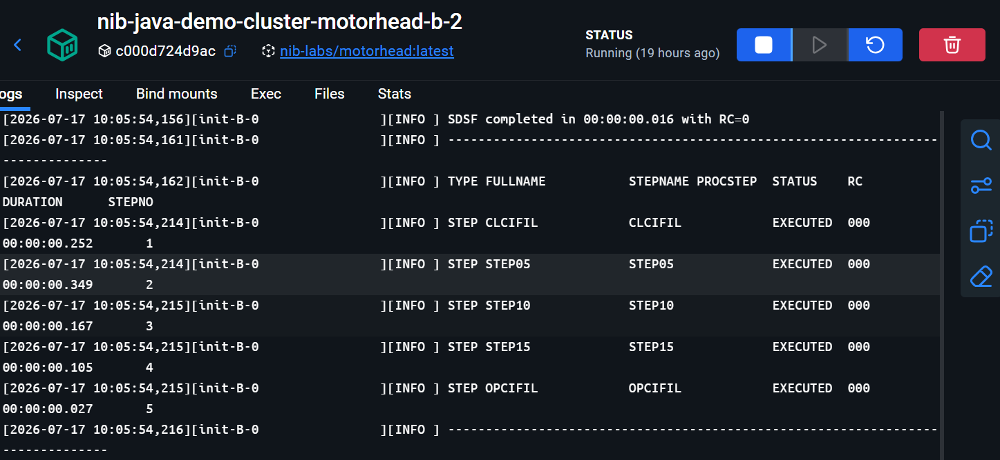 nib-java-demo-cluster-motorhead-b-2
c000d724d9ac nib-labs/motorhead:latest
STATUS
Running (19 hours ago)
ogs Inspect Bind mounts Exec Files Stats
[2026-07-17 10:05:54,156][init-B-0                ][INFO ] SDSF completed in 00:00:00.016 with RC=0
[2026-07-17 10:05:54,161][init-B-0                ][INFO ] -----------------------------------------------------------------
--------------
[2026-07-17 10:05:54,162][init-B-0                ][INFO ] TYPE FULLNAME           STEPNAME PROCSTEP  STATUS    RC
DURATION      STEPNO
[2026-07-17 10:05:54,214][init-B-0                ][INFO ] STEP CLCIFIL            CLCIFIL            EXECUTED  000
00:00:00.252       1
[2026-07-17 10:05:54,214][init-B-0                ][INFO ] STEP STEP05             STEP05             EXECUTED  000
00:00:00.349       2
[2026-07-17 10:05:54,215][init-B-0                ][INFO ] STEP STEP10             STEP10             EXECUTED  000
00:00:00.167       3
[2026-07-17 10:05:54,215][init-B-0                ][INFO ] STEP STEP15             STEP15             EXECUTED  000
00:00:00.105       4
[2026-07-17 10:05:54,215][init-B-0                ][INFO ] STEP OPCIFIL            OPCIFIL            EXECUTED  000
00:00:00.027       5
[2026-07-17 10:05:54,216][init-B-0                ][INFO ] -----------------------------------------------------------------
--------------